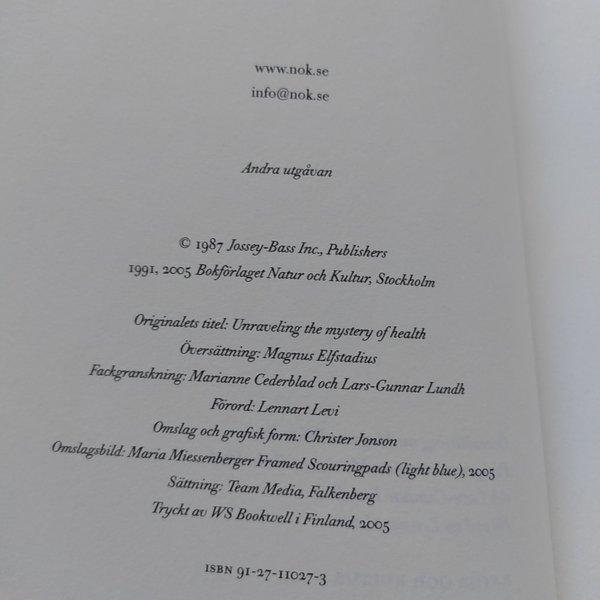 www.nok.se
info@nok.se
Andra utgåvan
© 1987 Jossey-Bass Inc., Publishers
1991, 2005 Bokförlaget Natur och Kultur, Stockholm
Originalets titel: Unraveling the mystery of health
Översättning: Magnus Elfstadius
Fackgranskning: Marianne Cederblad och Lars-Gunnar Lundh
Förord: Lennart Levi
Omslag och grafisk form: Christer Jonson
Omslagsbild: Maria Miessenberger Framed Scouringpads (light blue), 2005
Sättning: Team Media, Falkenberg
Tryckt av WS Bookwell i Finland, 2005
ISBN 91-27-11027-3